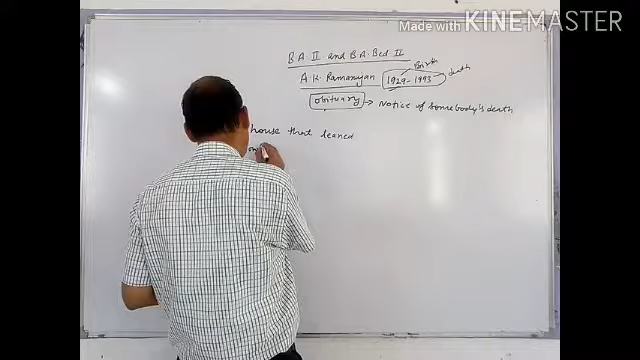 Made with KINEMASTER
B.A. II and B.A. Bed. II
A.K. Ramanujan 1929 - 1993 Birth death
Obituary → Notice of somebody's death
house that leaned